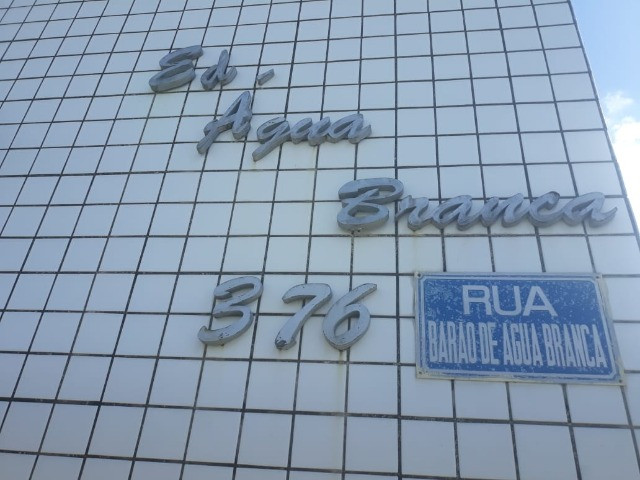 Ed.
Água
Branca
376
RUA
BARÃO DE ÁGUA BRANCA